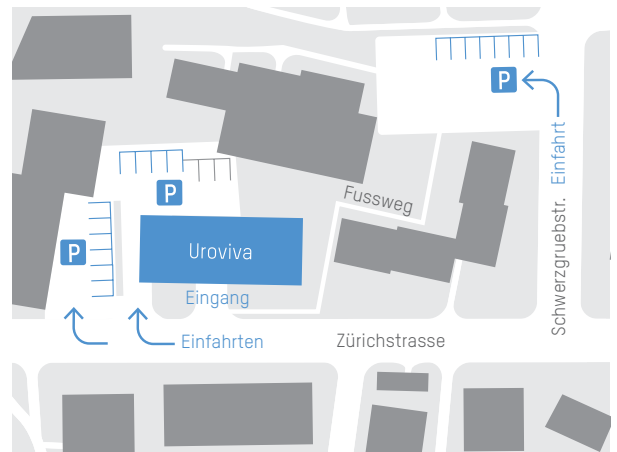 P
Einfahrt
Schwerzgruebstr.
P
Fussweg
P
Uroviva
Eingang
Einfahrten
Zürichstrasse